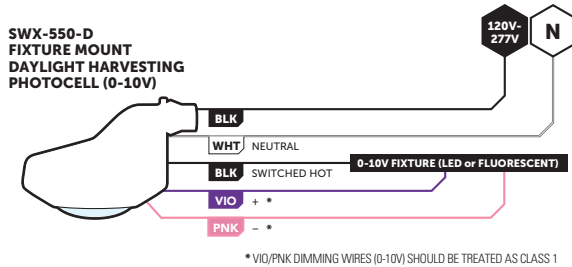 SWX-550-D
FIXTURE MOUNT
DAYLIGHT HARVESTING
PHOTOCELL (0-10V)
120V-
277V
N
BLK
WHT NEUTRAL
BLK SWITCHED HOT
0-10V FIXTURE (LED or FLUORESCENT)
VIO + *
PNK – *
* VIO/PNK DIMMING WIRES (0-10V) SHOULD BE TREATED AS CLASS 1